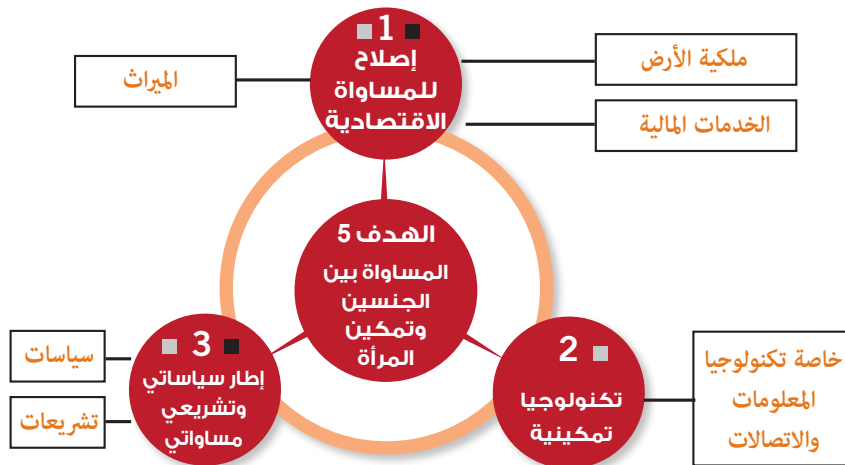 1
إصلاح
للمساواة
الاقتصادية
ملكية الأرض
الخدمات المالية
الميراث
الهدف 5
المساواة بين
الجنسين
وتمكين
المرأة
2
تكنولوجيا
تمكينية
خاصة تكنولوجيا
المعلومات
والاتصالات
3
إطار سياساتي
وتشريعي
مساواتي
سياسات
تشريعات